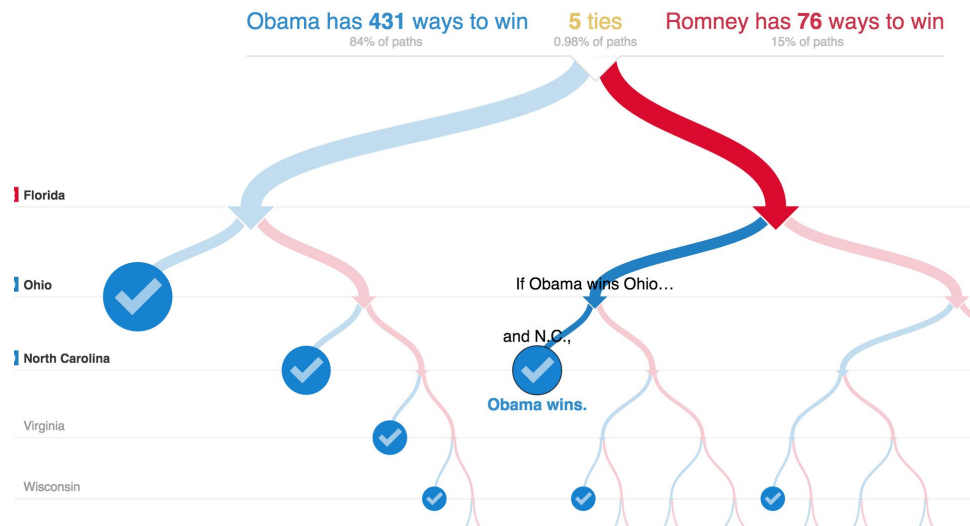 Obama has 431 ways to win
84% of paths
5 ties
0.98% of paths
Romney has 76 ways to win
15% of paths
Florida
Ohio
If Obama wins Ohio…
and N.C.,
North Carolina
Obama wins.
Virginia
Wisconsin